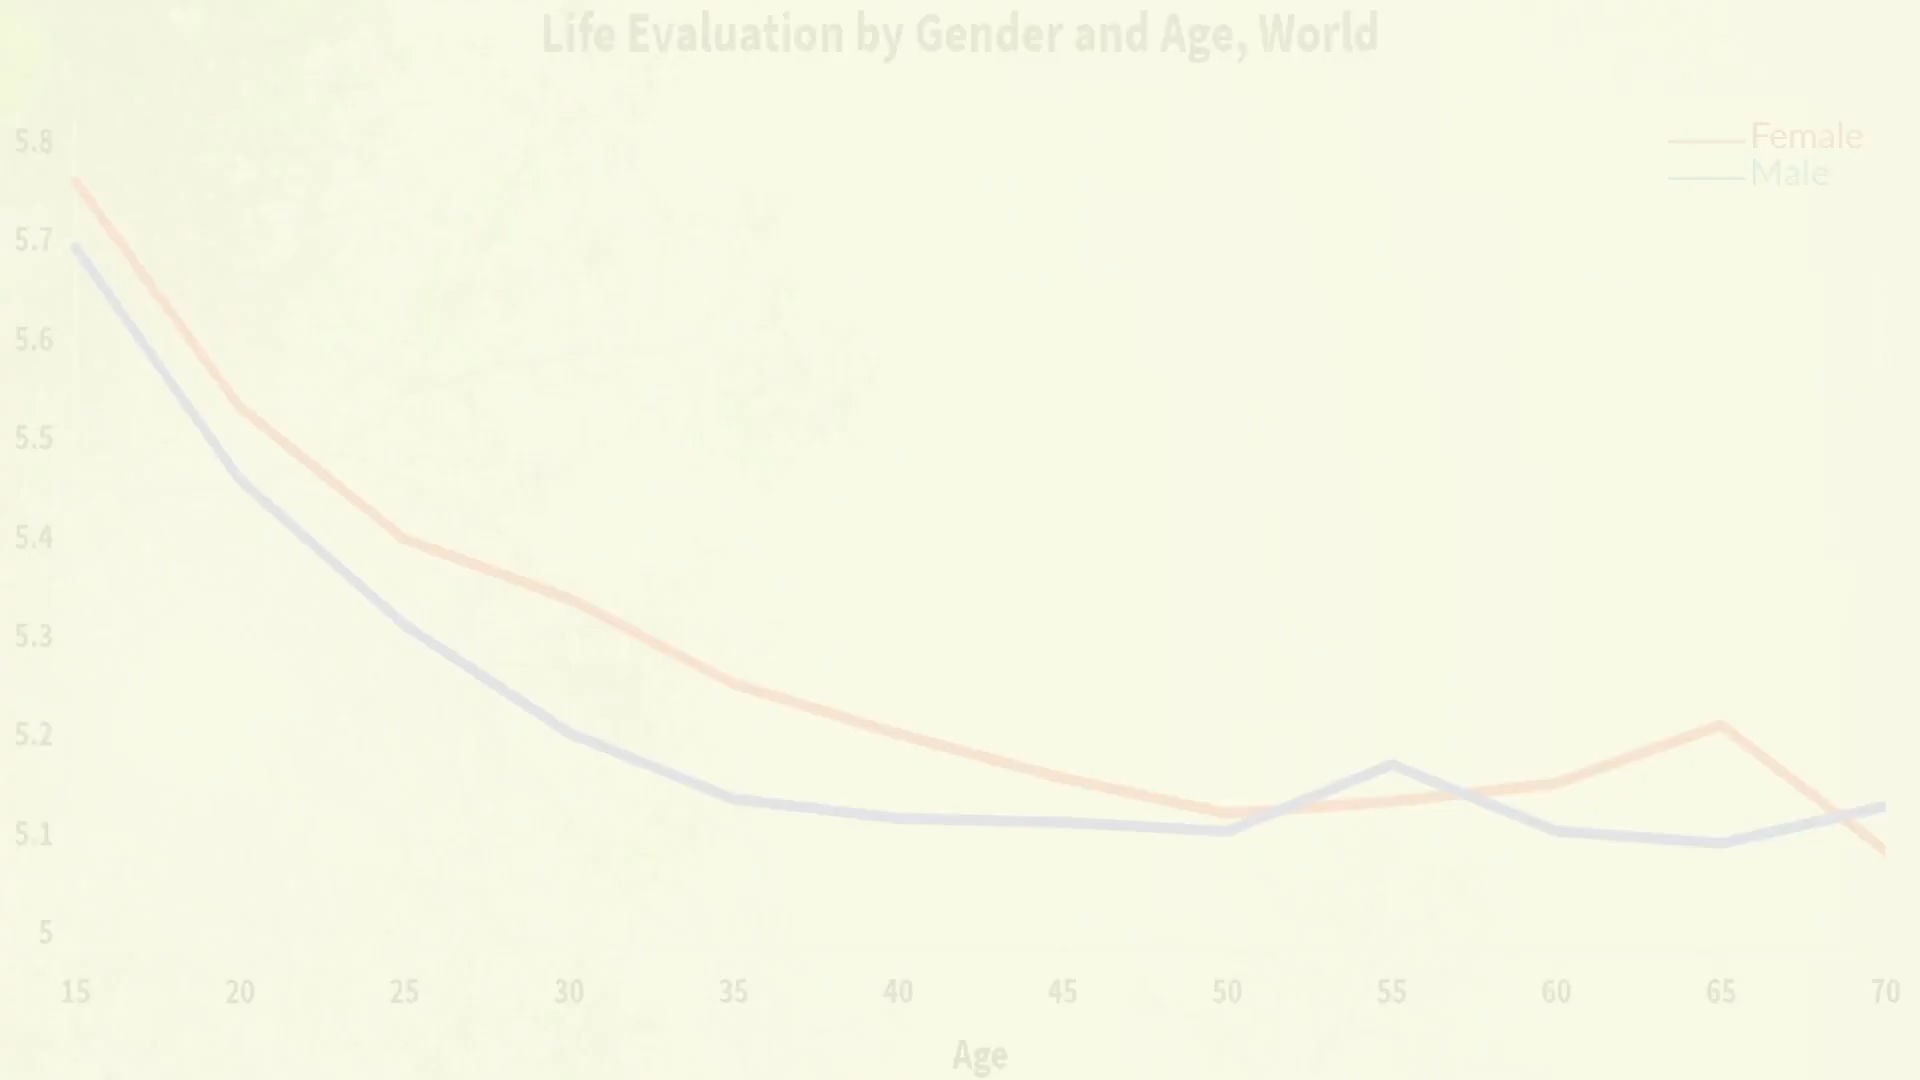 Life Evaluation by Gender and Age, World
Female
Male
5.8
5.7
5.6
5.5
5.4
5.3
5.2
5.1
5
15 20 25 30 35 40 45 50 55 60 65 70
Age